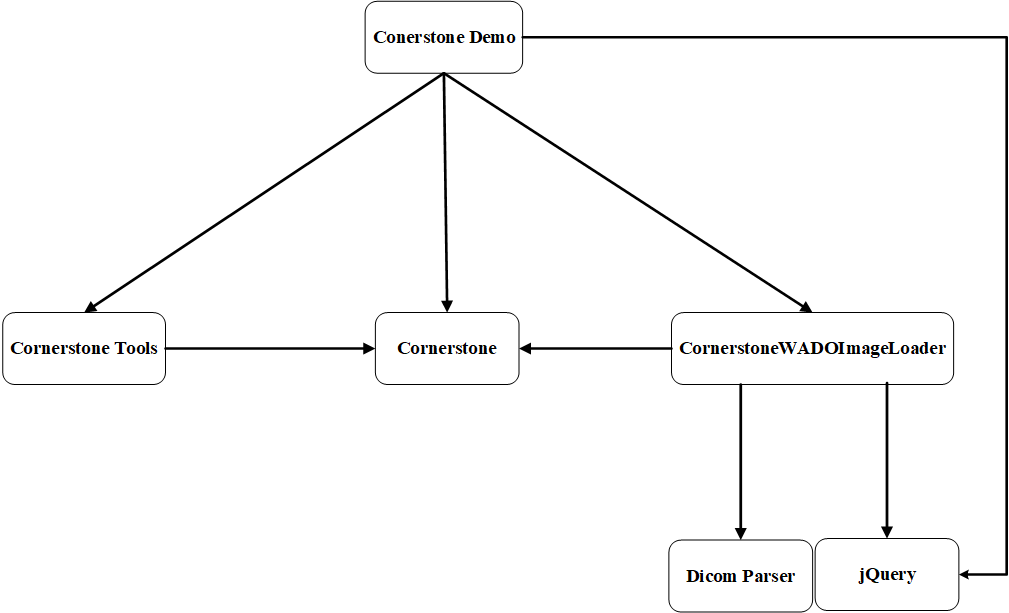 Conerstone Demo
Cornerstone Tools
Cornerstone
CornerstoneWADOImageLoader
Dicom Parser
jQuery